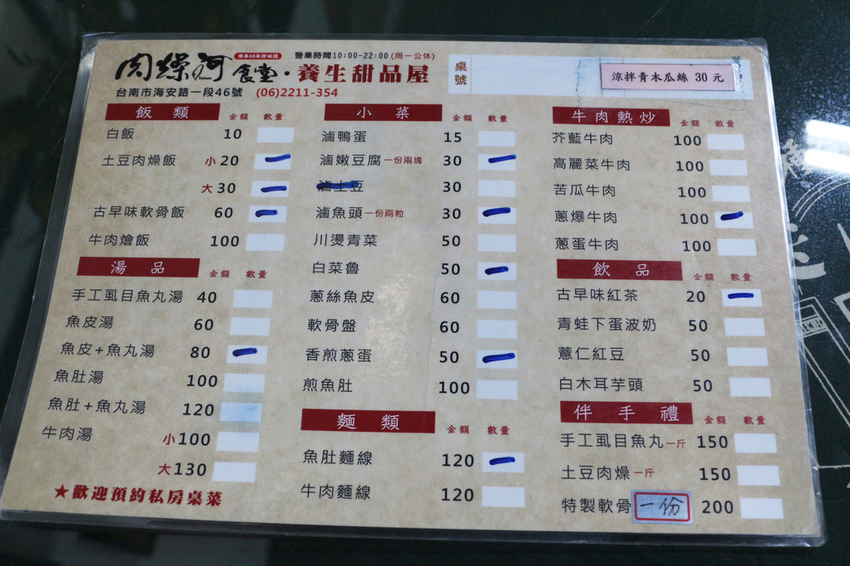 肉燥河 食堂・養生甜品屋
營業時間10:00-22:00(周一公休)
台南市海安路一段46號 (06)2211-354
桌號
涼拌青木瓜絲 30 元
飯類 金額 數量
白飯 10
土豆肉燥飯 小 20
大 30
古早味軟骨飯 60
牛肉燴飯 100
湯品 金額 數量
手工虱目魚丸湯 40
魚皮湯 60
魚皮+魚丸湯 80
魚肚湯 100
魚肚+魚丸湯 120
牛肉湯 小 100
大 130
★歡迎預約私房桌菜
小菜 金額 數量
滷鴨蛋 15
滷嫩豆腐 一份兩塊 30
滷土豆 30
滷魚頭 一份兩粒 30
川燙青菜 50
白菜魯 50
蔥絲魚皮 60
軟骨盤 60
香煎蔥蛋 50
煎魚肚 100
麵類 金額 數量
魚肚麵線 120
牛肉麵線 120
牛肉熱炒 金額 數量
芥藍牛肉 100
高麗菜牛肉 100
苦瓜牛肉 100
蔥爆牛肉 100
蔥蛋牛肉 100
飲品 金額 數量
古早味紅茶 20
青蛙下蛋波奶 50
薏仁紅豆 50
白木耳芋頭 50
伴手禮 金額 數量
手工虱目魚丸 一斤 150
土豆肉燥 一斤 150
特製軟骨 一份 200